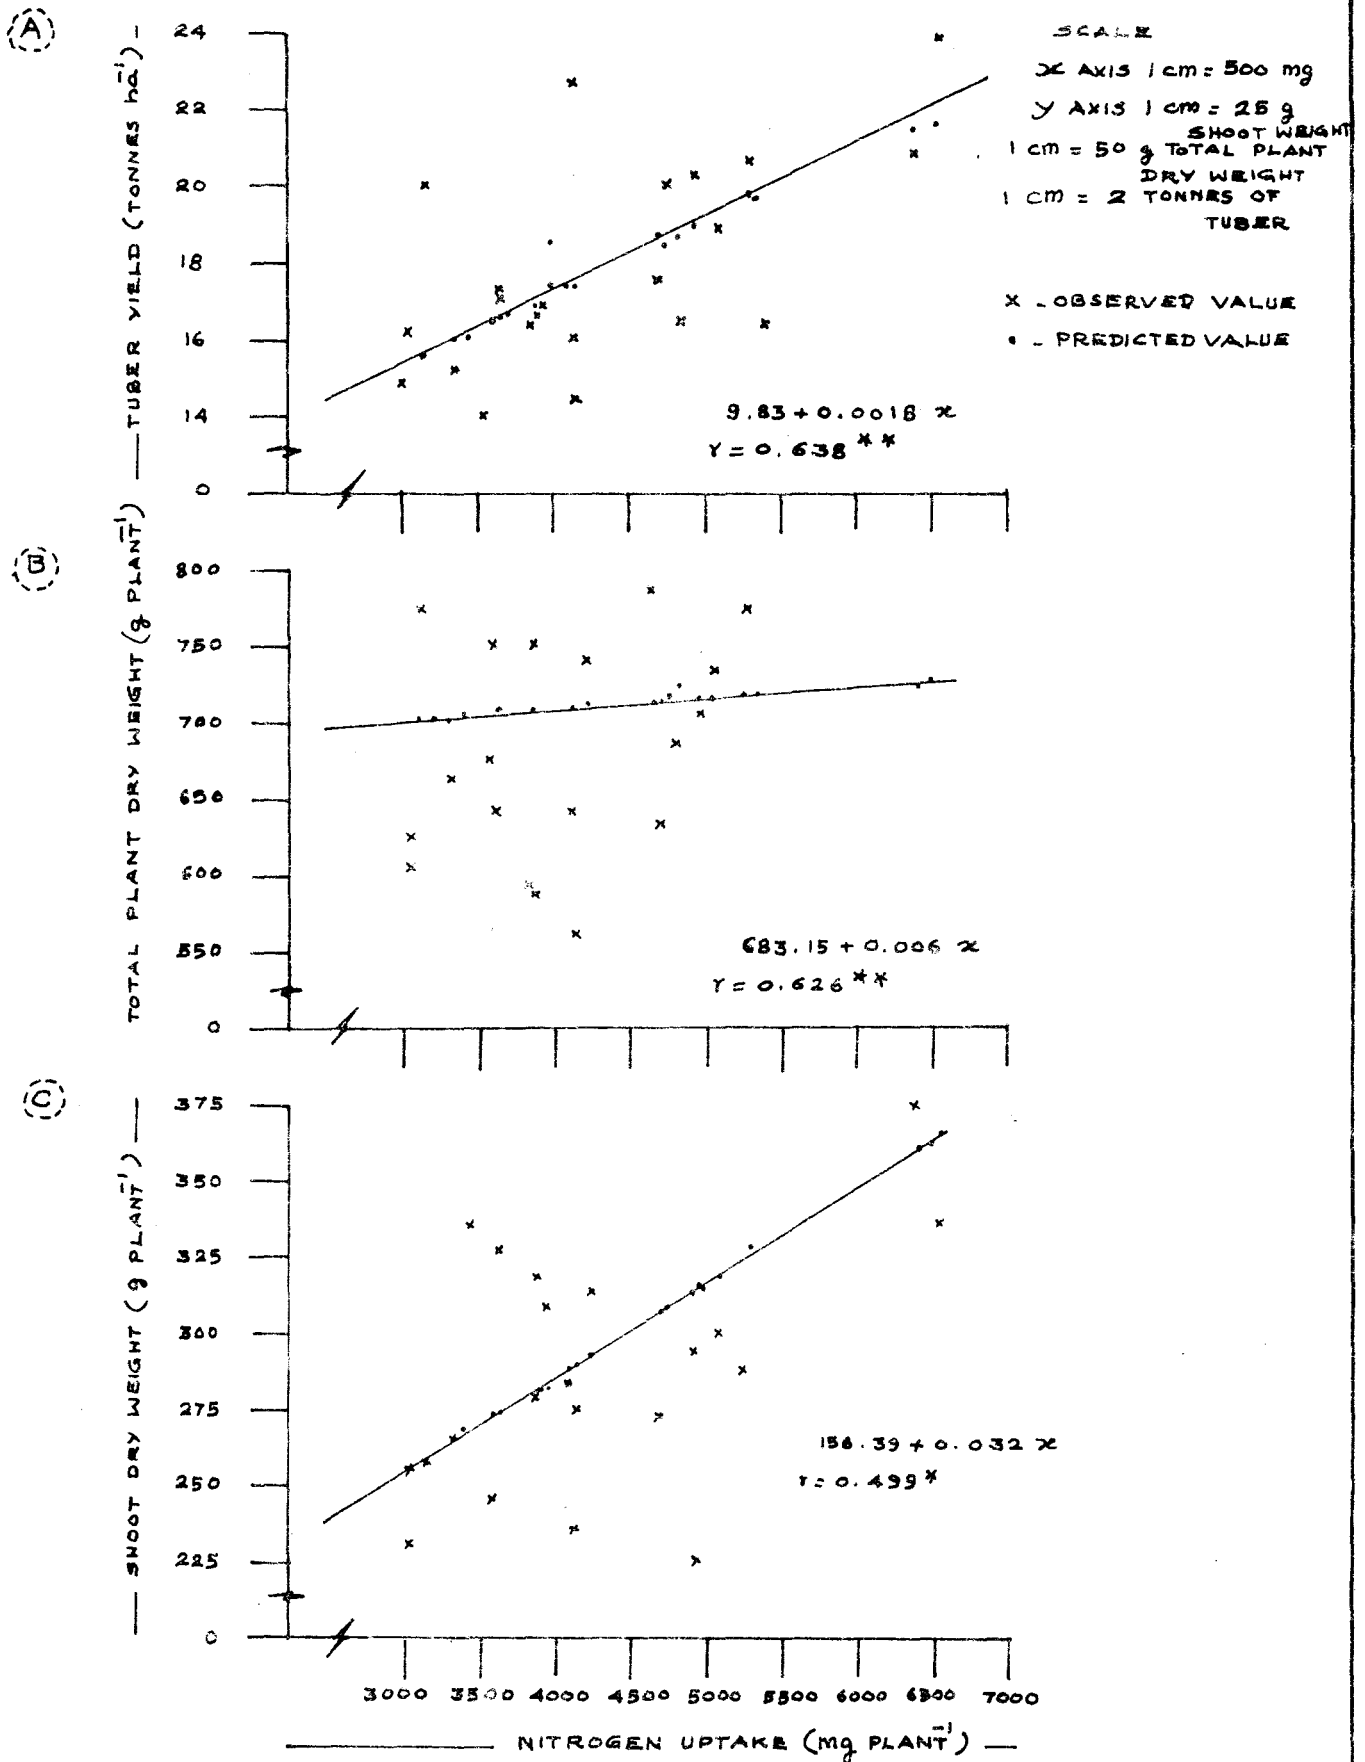 A
TUBER YIELD (TONNES ha⁻¹)
24
22
20
18
16
14
0
9.83 + 0.0018 x
r = 0.638 **
SCALE
x AXIS 1 cm = 500 mg
y AXIS 1 cm = 25 g
SHOOT WEIGHT
1 cm = 50 g TOTAL PLANT
DRY WEIGHT
1 cm = 2 TONNES OF
TUBER
x - OBSERVED VALUE
• - PREDICTED VALUE
B
TOTAL PLANT DRY WEIGHT (g PLANT⁻¹)
800
750
700
650
600
550
0
683.15 + 0.006 x
r = 0.626 **
C
SHOOT DRY WEIGHT (g PLANT⁻¹)
375
350
325
300
275
250
225
0
156.39 + 0.032 x
r = 0.499 *
3000 3500 4000 4500 5000 5500 6000 6500 7000
NITROGEN UPTAKE (mg PLANT⁻¹)